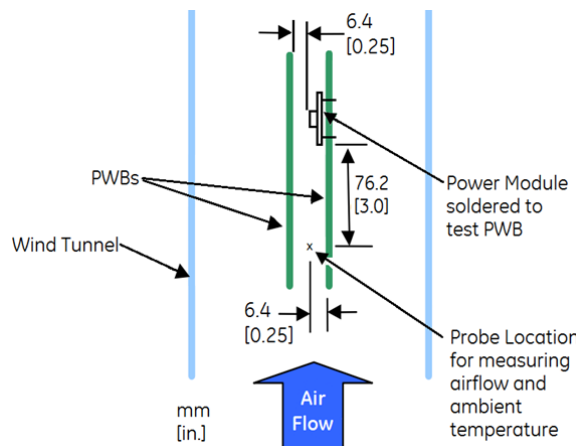 6.4
[0.25]
PWBs
76.2
[3.0]
Power Module
soldered to
test PWB
Wind Tunnel
x
6.4
[0.25]
Probe Location
for measuring
airflow and
ambient
temperature
Air
Flow
mm
[in.]